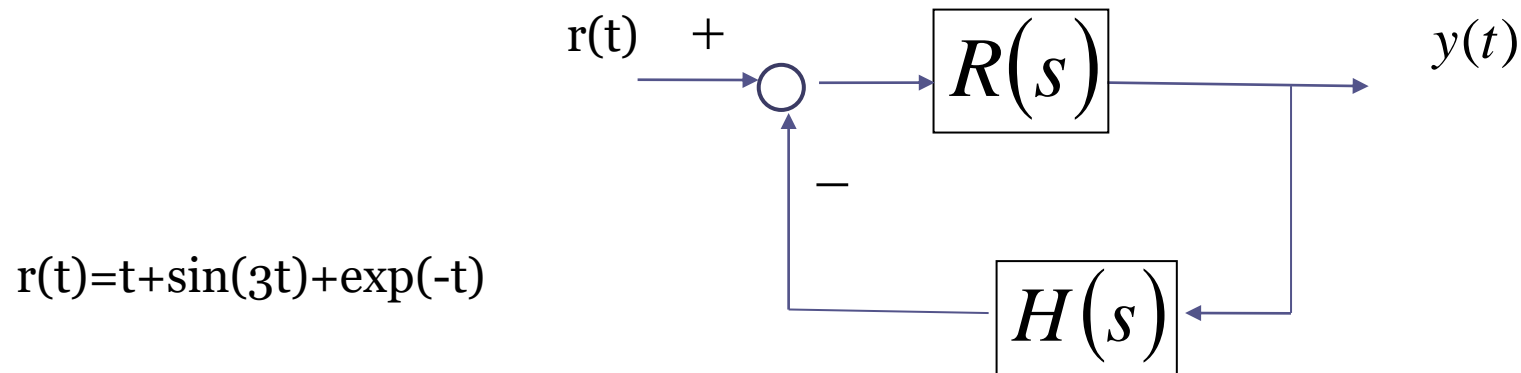 r(t) + R(s) y(t)
−
r(t)=t+sin(3t)+exp(-t)
H(s)